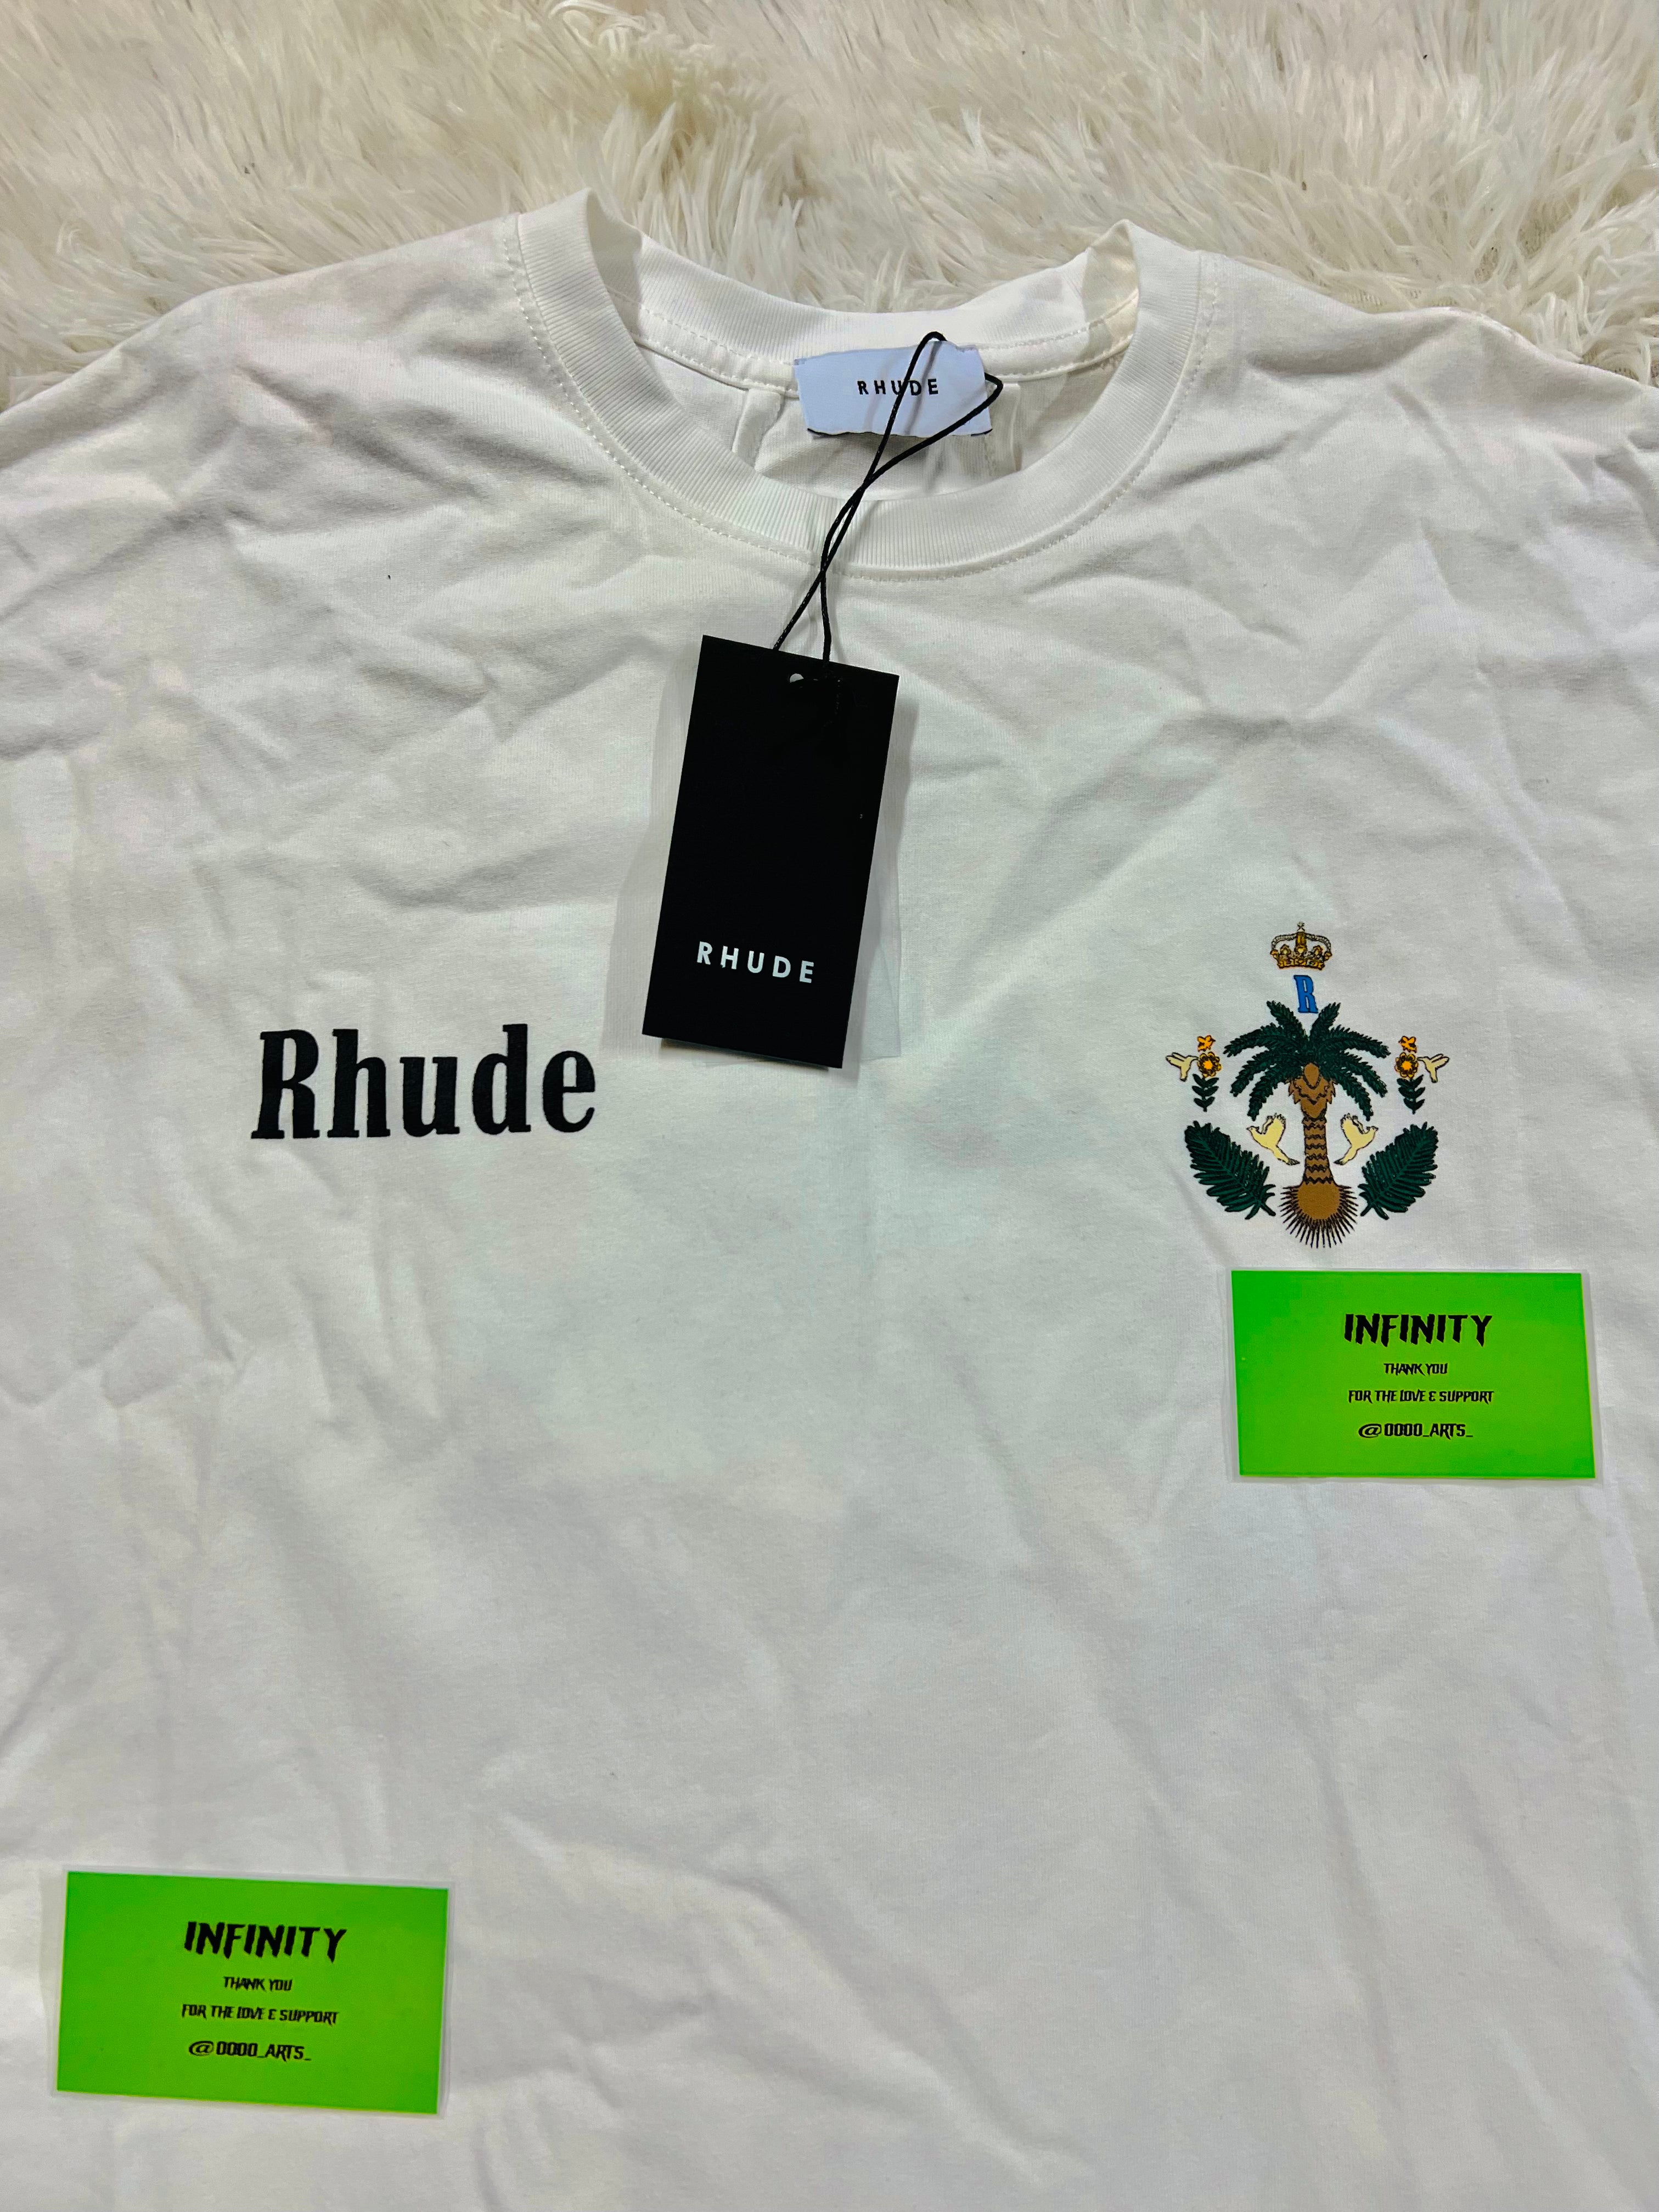 RHUDE
RHUDE
Rhude
R
INFINITY
THANK YOU
FOR THE LOVE & SUPPORT
@0000_ARTS_
INFINITY
THANK YOU
FOR THE LOVE & SUPPORT
@0000_ARTS_